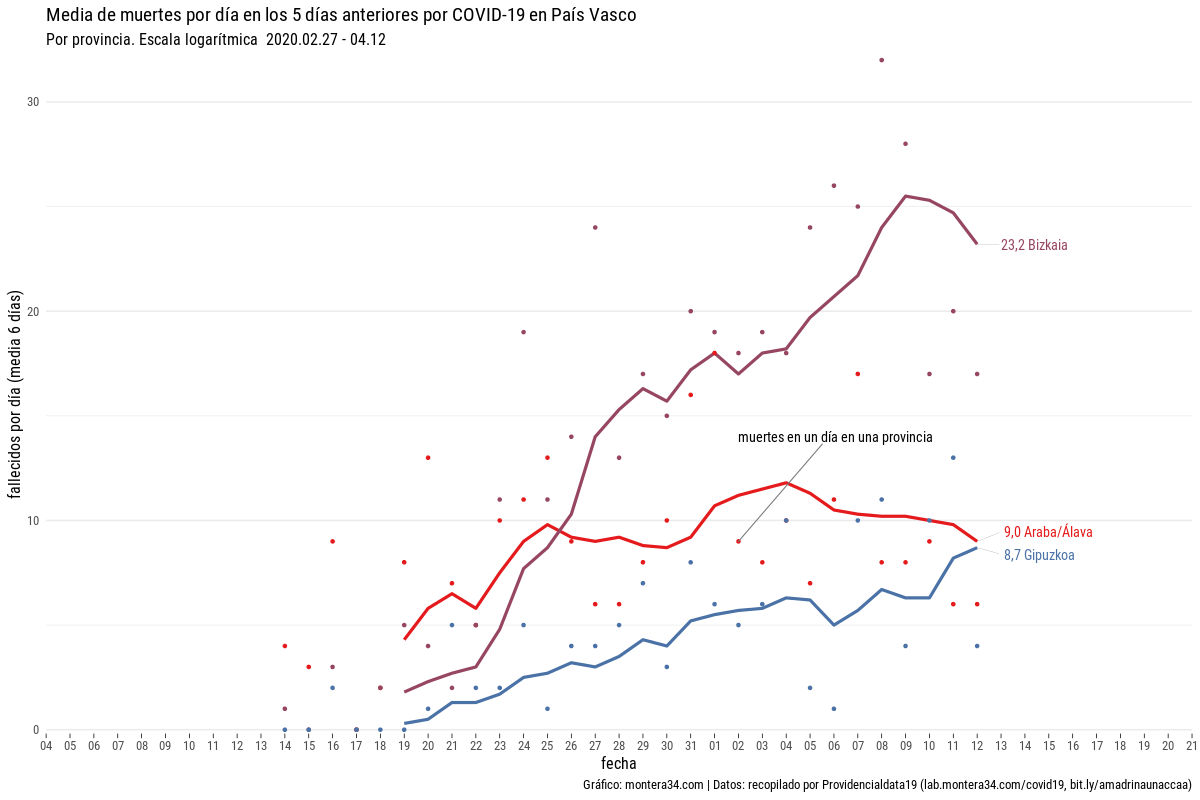 Media de muertes por día en los 5 días anteriores por COVID-19 en País Vasco
Por provincia. Escala logarítmica 2020.02.27 - 04.12
fallecidos por día (media 6 días)
30
20
10
0
23,2 Bizkaia
muertes en un día en una provincia
9,0 Araba/Álava
8,7 Gipuzkoa
04 05 06 07 08 09 10 11 12 13 14 15 16 17 18 19 20 21 22 23 24 25 26 27 28 29 30 31 01 02 03 04 05 06 07 08 09 10 11 12 13 14 15 16 17 18 19 20 21
fecha
Gráfico: montera34.com | Datos: recopilado por Providencialdata19 (lab.montera34.com/covid19, bit.ly/amadrinaunaccaa)